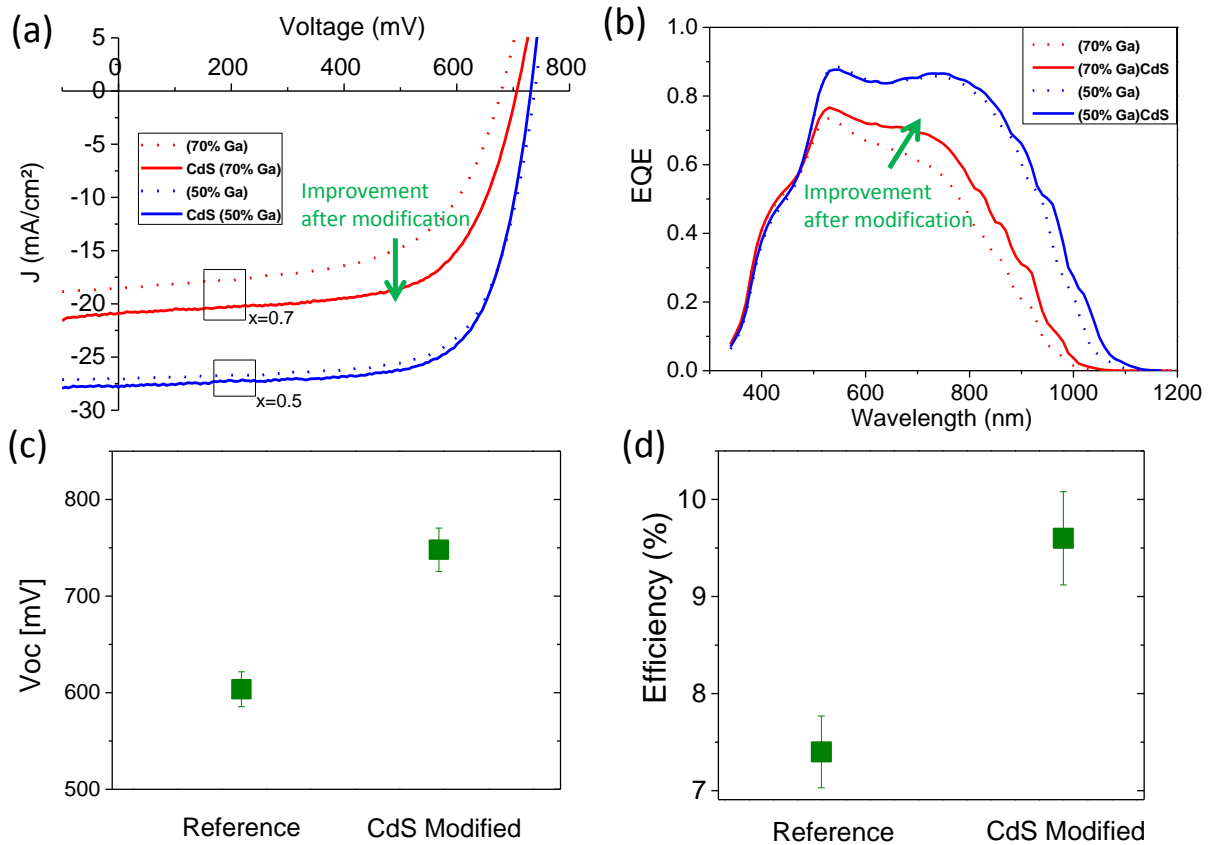 (a)
Voltage (mV)
5
0
-5
-10
-15
-20
-25
-30
0
200
400
600
800
J (mA/cm²)
(70% Ga)
CdS (70% Ga)
(50% Ga)
CdS (50% Ga)
Improvement
after modification
x=0.7
x=0.5
(b)
1.0
0.8
0.6
0.4
0.2
0.0
EQE
(70% Ga)
(70% Ga)CdS
(50% Ga)
(50% Ga)CdS
Improvement
after modification
400
600
800
1000
1200
Wavelength (nm)
(c)
800
700
600
500
Voc [mV]
Reference
CdS Modified
(d)
10
9
8
7
Efficiency (%)
Reference
CdS Modified